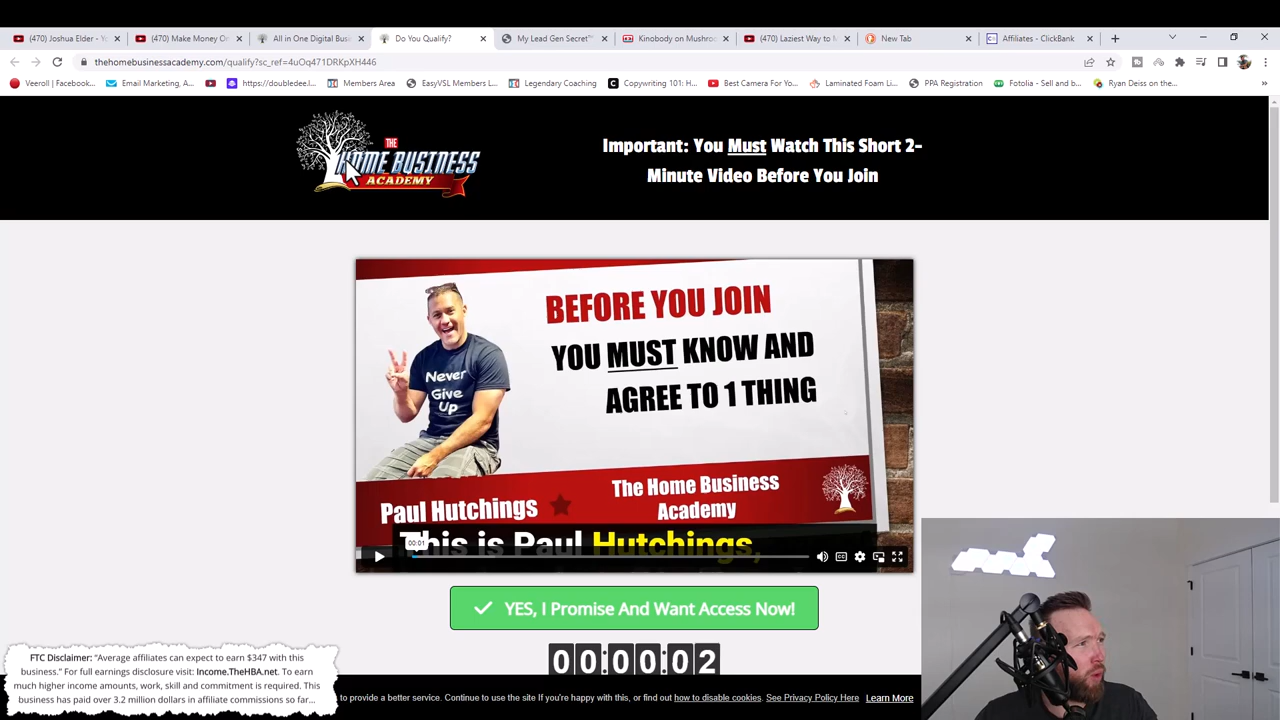 (470) Joshua Elder - Y
(470) Make Money O
All in One Digital Busi
Do You Qualify?
My Lead Gen Secret™
Kinobody on Mushro
(470) Laziest Way to M
New Tab
Affiliates - ClickBank
thehomebusinessacademy.com/qualify?sc_ref=4uOq471DRKpXH446
Veeroll | Facebook...
Email Marketing, A...
https://doubledee.l...
Members Area
EasyVSL Members L...
Legendary Coaching
Copywriting 101: H...
Best Camera For Yo...
Laminated Foam Li...
PPA Registration
Fotolia - Sell and b...
Ryan Deiss on the...
THE
HOME BUSINESS
ACADEMY
Important: You Must Watch This Short 2-
Minute Video Before You Join
BEFORE YOU JOIN
YOU MUST KNOW AND
AGREE TO 1 THING
Never
Give
Up
Paul Hutchings
The Home Business
Academy
This is Paul Hutchings,
00:01
YES, I Promise And Want Access Now!
00:00:02
FTC Disclaimer: "Average affiliates can expect to earn $347 with this
business." For full earnings disclosure visit: Income.TheHBA.net. To earn
much higher income amounts, work, skill and commitment is required. This
business has paid over 3.2 million dollars in affiliate commissions so far...
to provide a better service. Continue to use the site If you're happy with this, or find out how to disable cookies. See Privacy Policy Here
Learn More